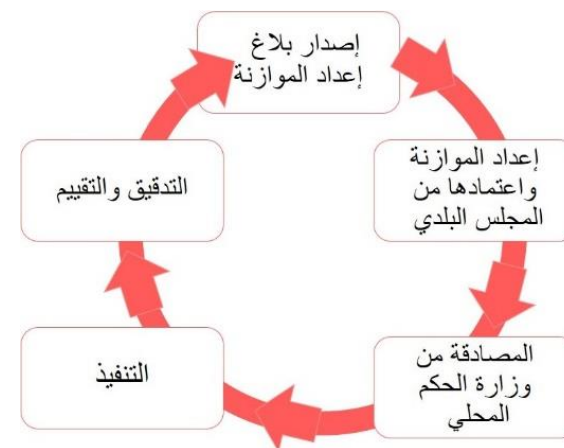 إصدار بلاغ
إعداد الموازنة
إعداد الموازنة
واعتمادها من
المجلس البلدي
المصادقة من
وزارة الحكم
المحلي
التنفيذ
التدقيق والتقييم